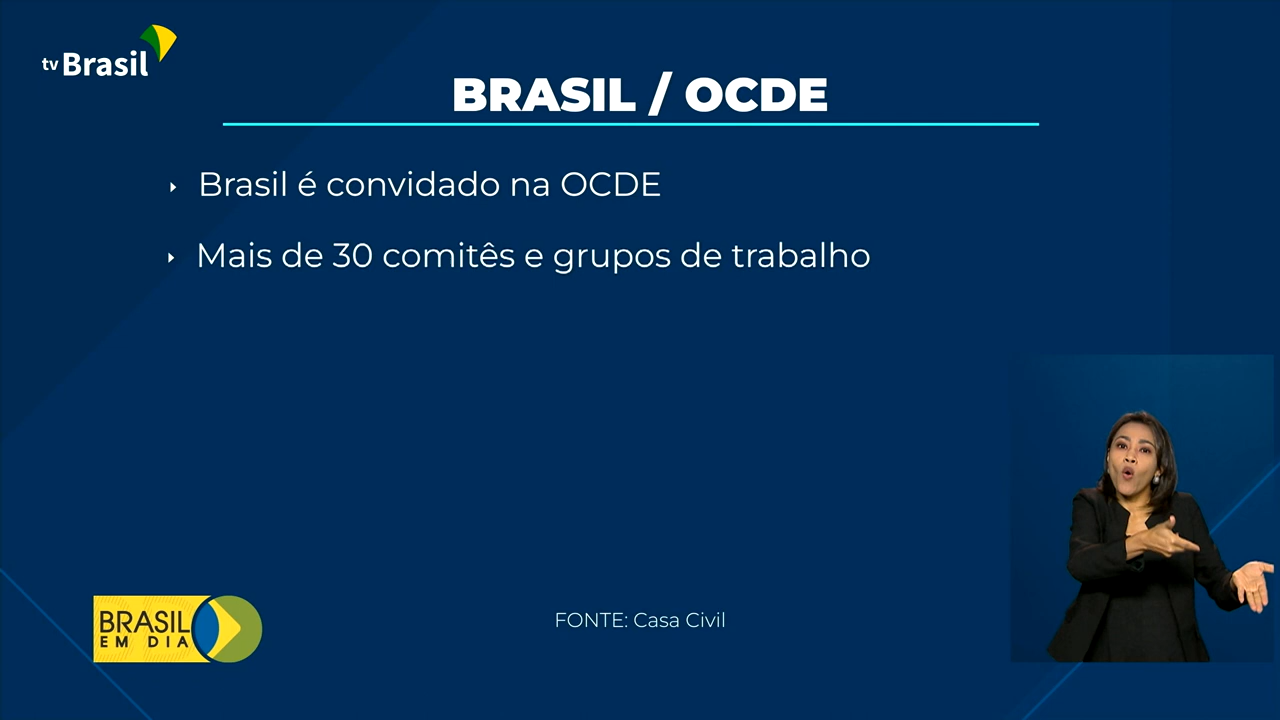 tv Brasil
BRASIL / OCDE
Brasil é convidado na OCDE
Mais de 30 comitês e grupos de trabalho
BRASIL
EM DIA
FONTE: Casa Civil